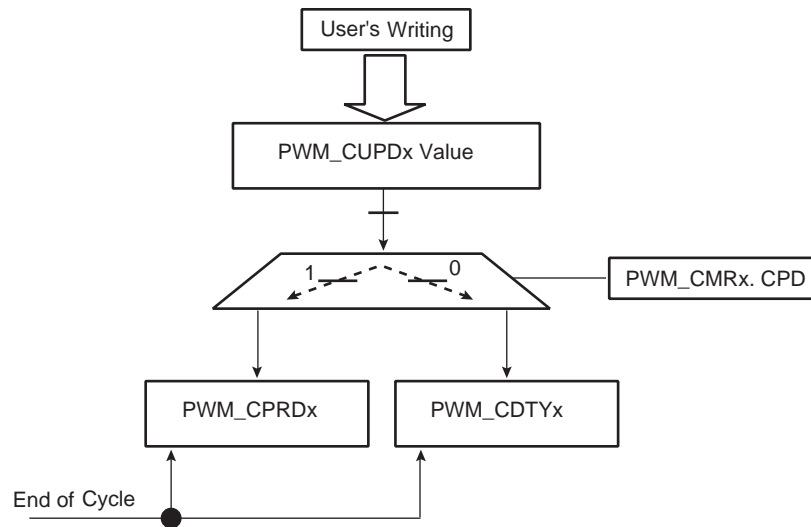 User's Writing
PWM_CUPDx Value
1
0
PWM_CMRx. CPD
PWM_CPRDx
PWM_CDTYx
End of Cycle